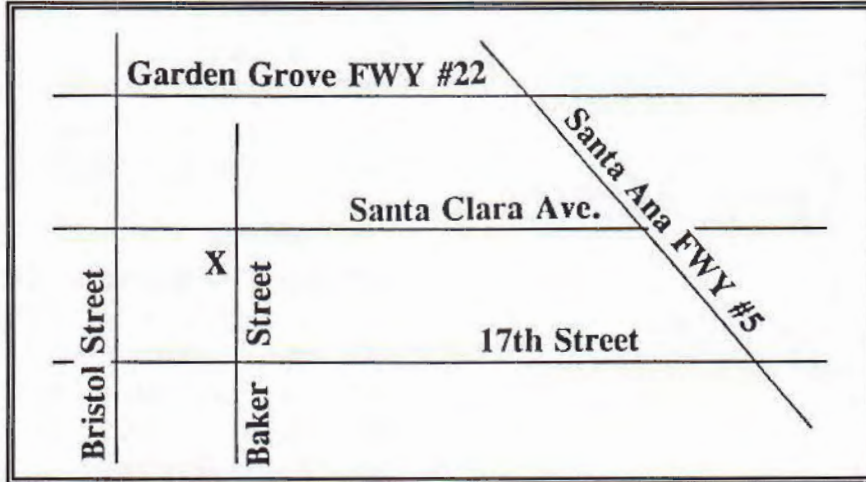 Garden Grove FWY #22
Santa Ana FWY #5
Santa Clara Ave.
X
17th Street
Bristol Street
Baker Street